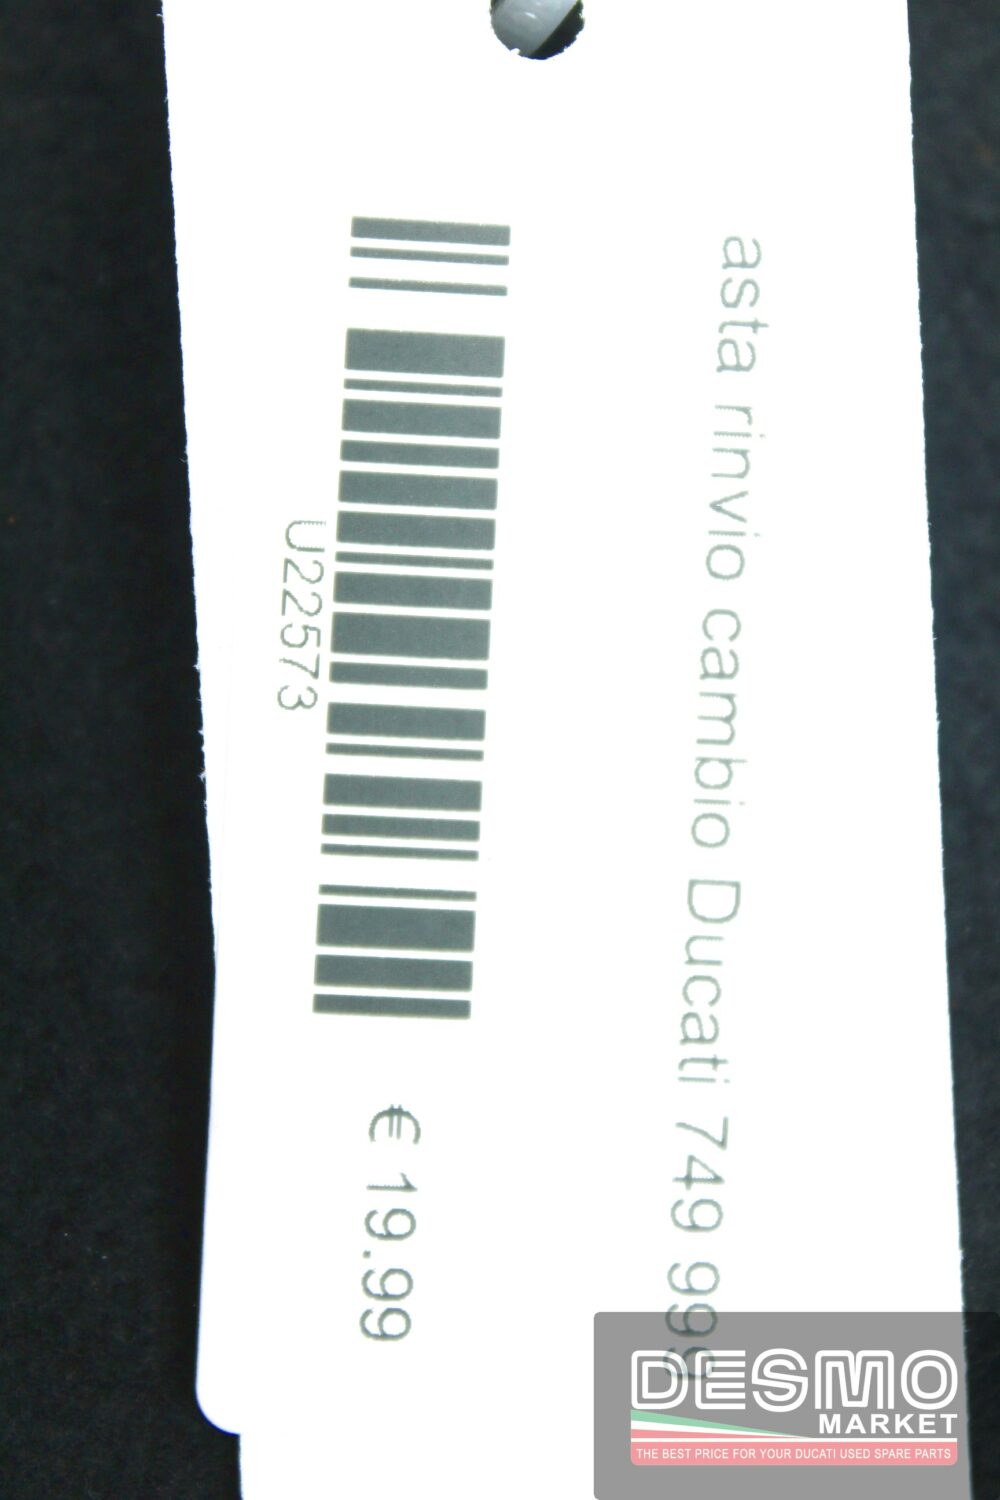 asta rinvio cambio Ducati 749 999
U22573
€ 19.99
DESMO
MARKET
THE BEST PRICE FOR YOUR DUCATI USED SPARE PARTS